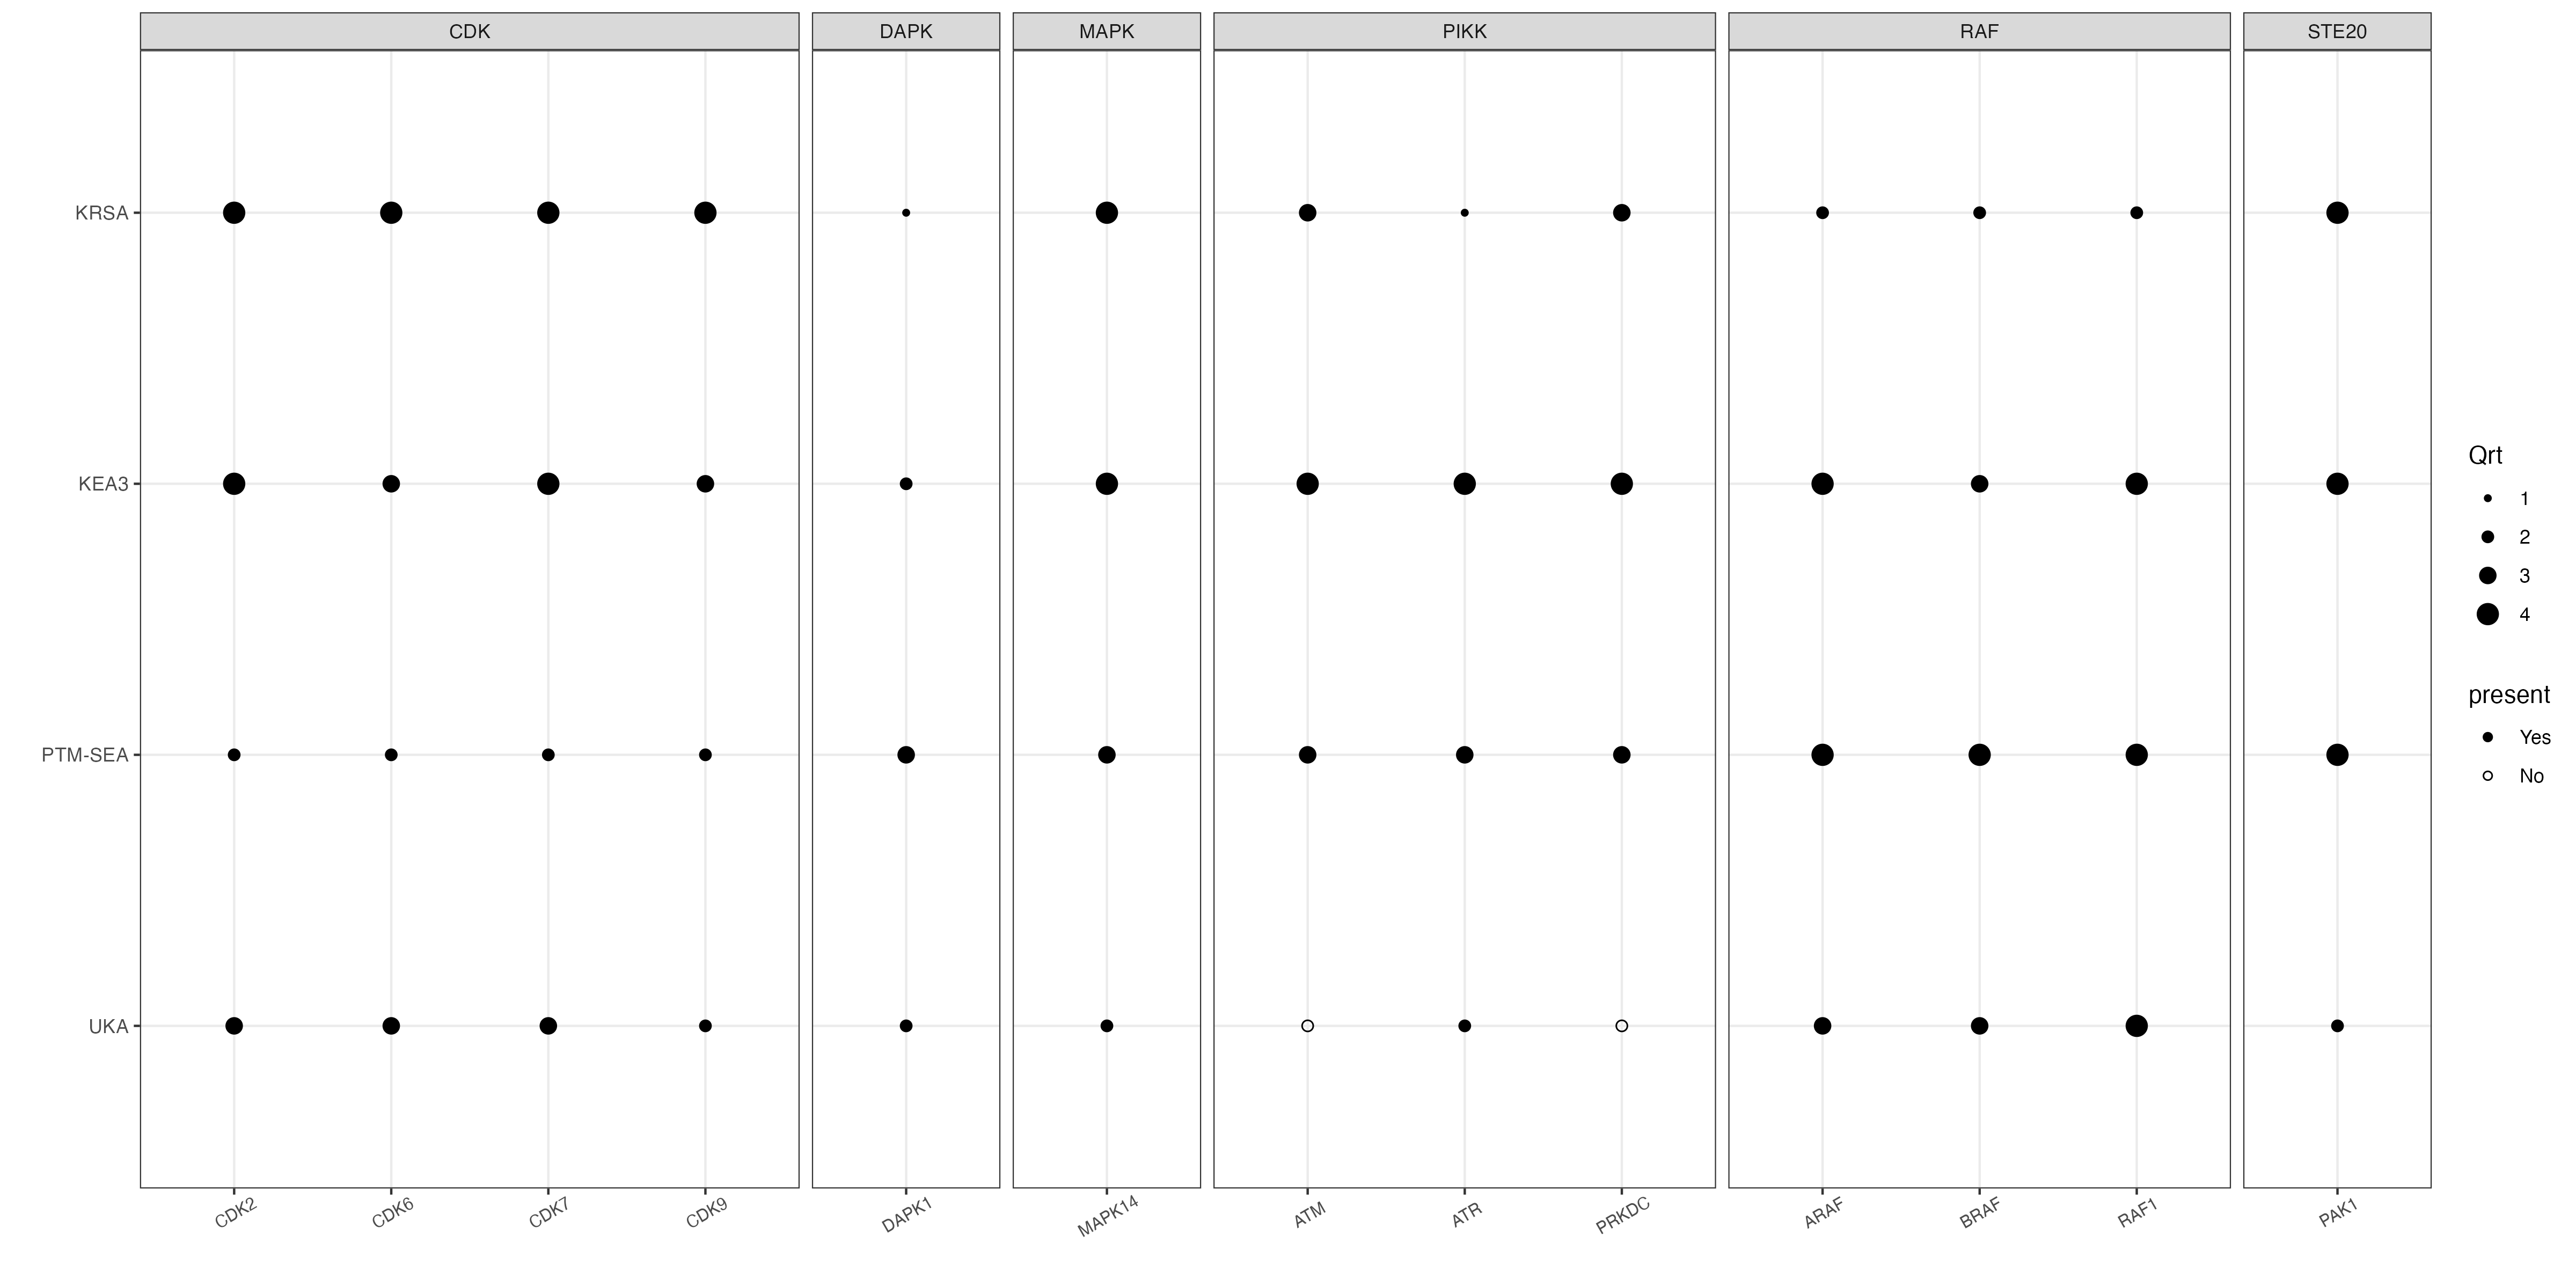 CDK DAPK MAPK PIKK RAF STE20
KRSA
KEA3
PTM-SEA
UKA
CDK2 CDK6 CDK7 CDK9 DAPK1 MAPK14 ATM ATR PRKDC ARAF BRAF RAF1 PAK1
Qrt
1
2
3
4
present
Yes
No